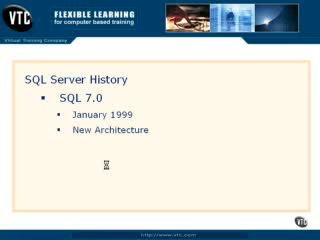 VTC
FLEXIBLE LEARNING
for computer based training
Virtual Training Company
SQL Server History
SQL 7.0
January 1999
New Architecture
VTC
http://www.vtc.com